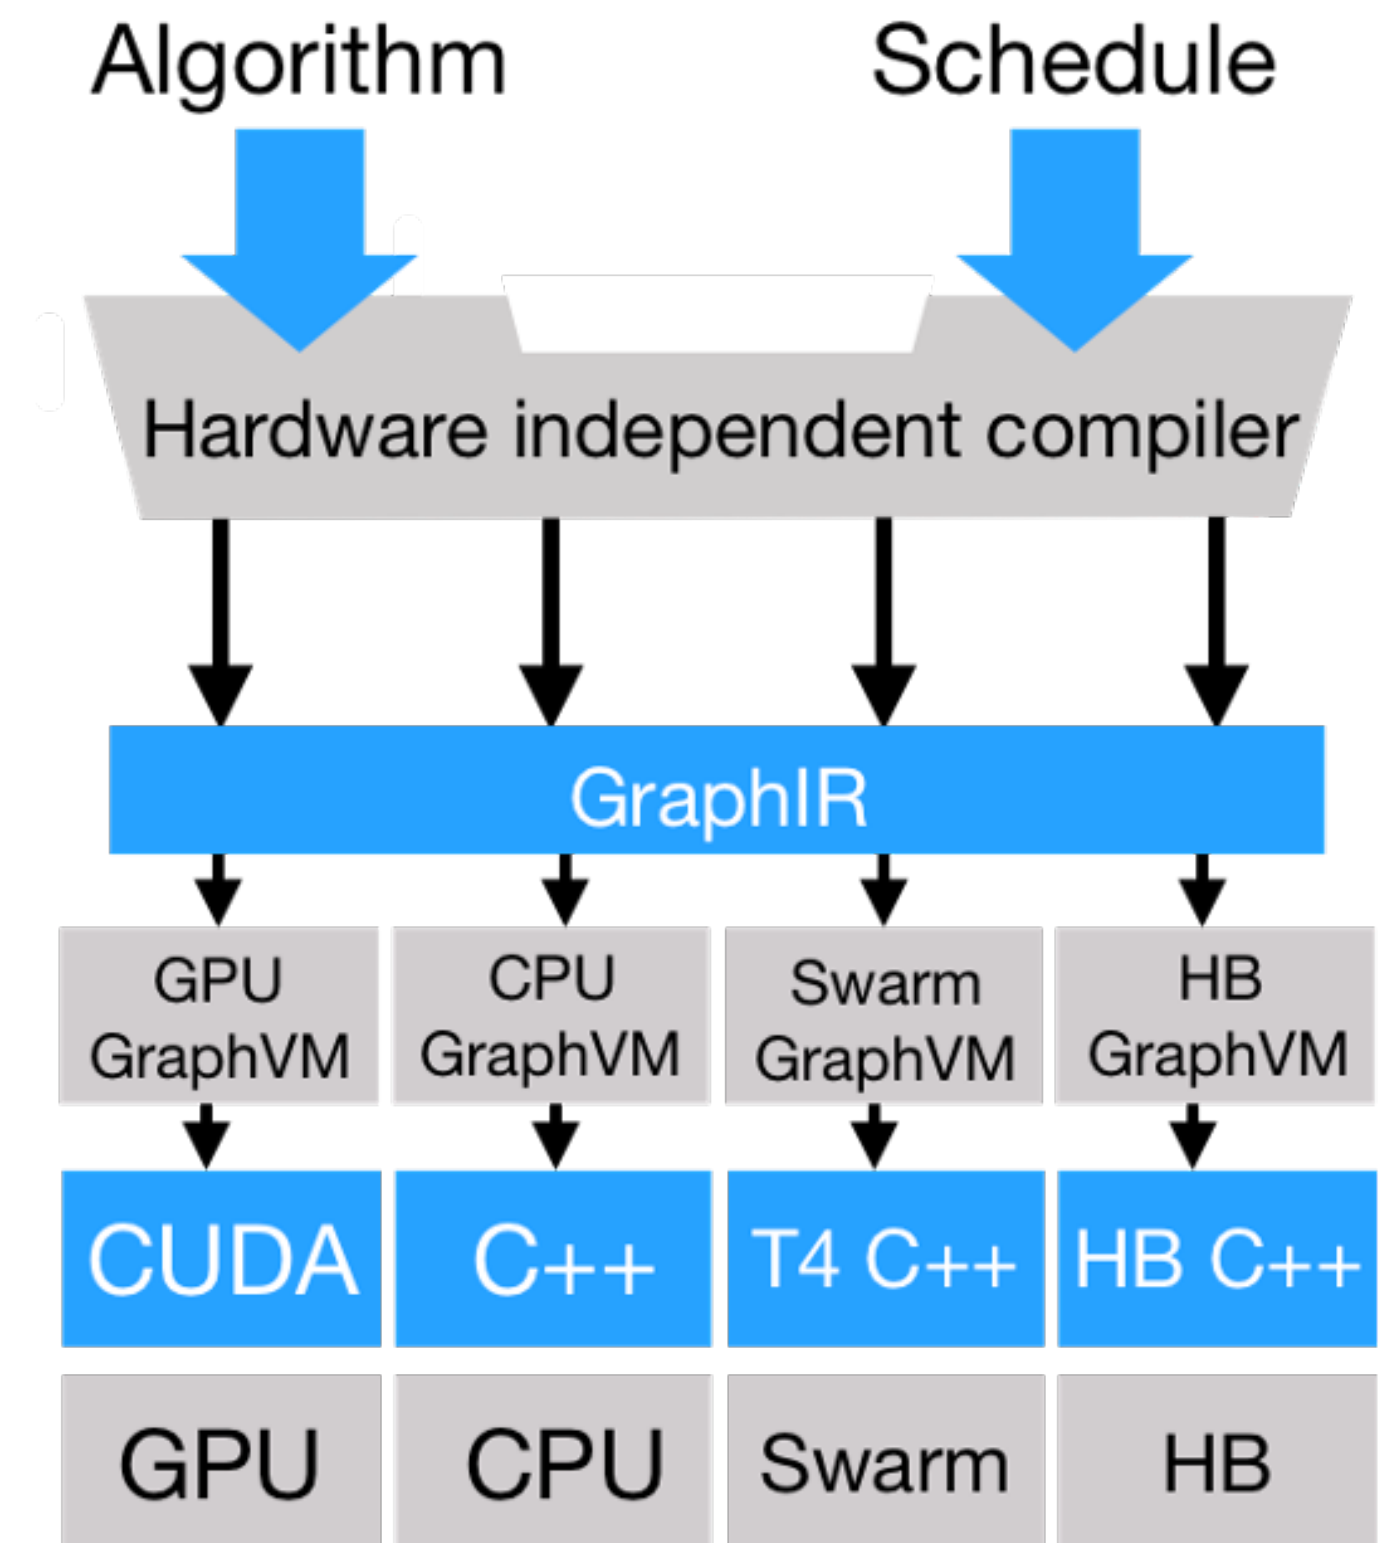 Algorithm
Schedule
Hardware independent compiler
GraphIR
GPU
GraphVM
CPU
GraphVM
Swarm
GraphVM
HB
GraphVM
CUDA
C++
T4 C++
HB C++
GPU
CPU
Swarm
HB